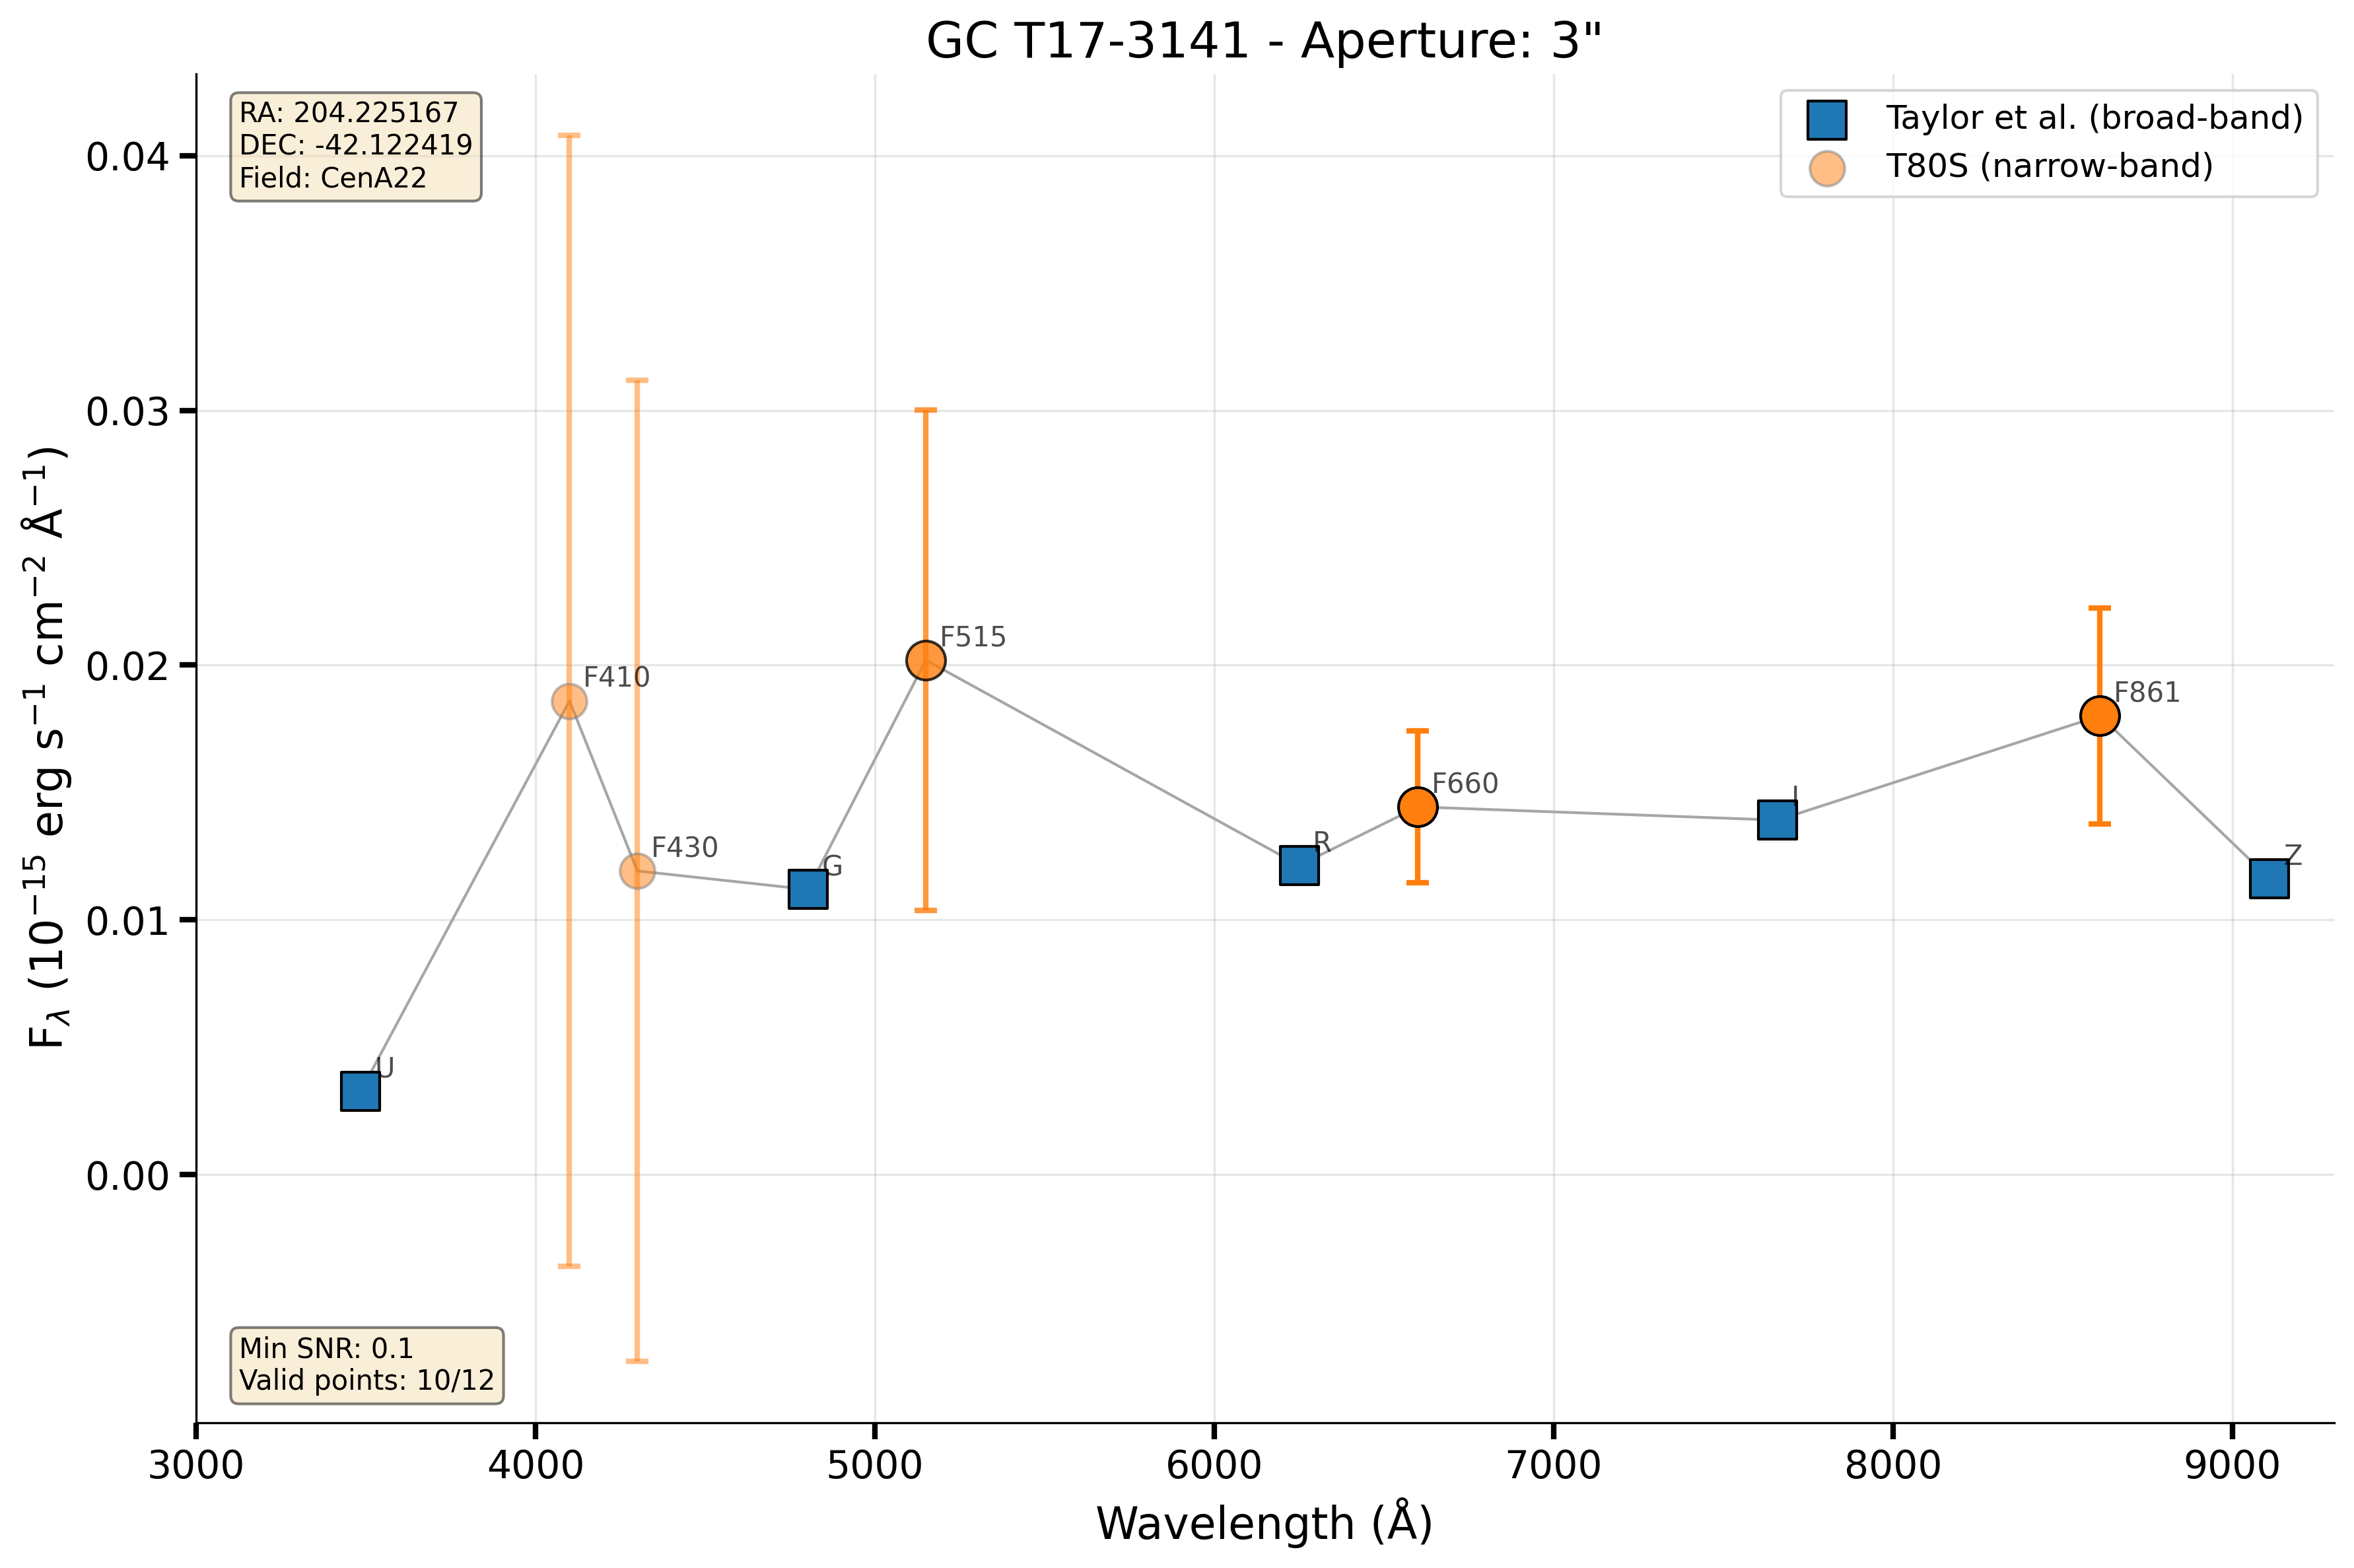 GC T17-3141 - Aperture: 3"
RA: 204.225167
DEC: -42.122419
Field: CenA22
Taylor et al. (broad-band)
T80S (narrow-band)
0.04
0.03
0.02
0.01
0.00
F_λ (10⁻¹⁵ erg s⁻¹ cm⁻² Å⁻¹)
U
F410
F430
G
F515
R
F660
I
F861
Z
Min SNR: 0.1
Valid points: 10/12
3000 4000 5000 6000 7000 8000 9000
Wavelength (Å)